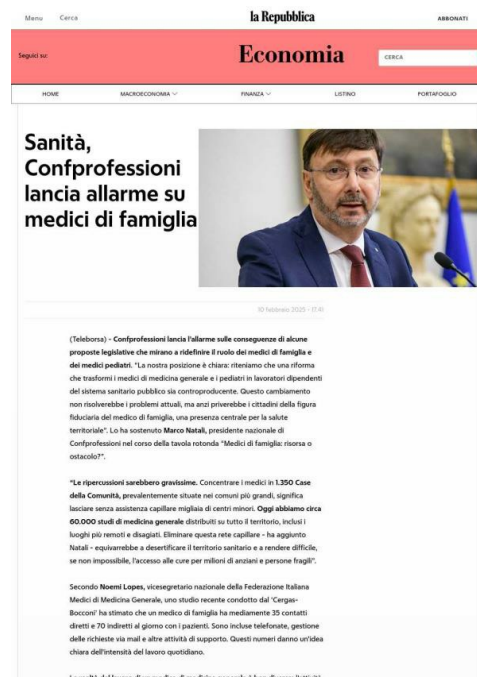 Menu Cerca la Repubblica ABBONATI
Seguici su: Economia CERCA
HOME MACROECONOMIA FINANZA LISTINO PORTAFOGLIO
Sanità,
Confprofessioni
lancia allarme su
medici di famiglia
10 febbraio 2025 - 17.41
(Teleborsa) - Confprofessioni lancia l'allarme sulle conseguenze di alcune
proposte legislative che mirano a ridefinire il ruolo dei medici di famiglia e
dei medici pediatri. "La nostra posizione è chiara: riteniamo che una riforma
che trasformi i medici di medicina generale e i pediatri in lavoratori dipendenti
del sistema sanitario pubblico sia controproducente. Questo cambiamento
non risolverebbe i problemi attuali, ma anzi priverebbe i cittadini della figura
fiduciaria del medico di famiglia, una presenza centrale per la salute
territoriale". Lo ha sostenuto Marco Natali, presidente nazionale di
Confprofessioni nel corso della tavola rotonda "Medici di famiglia: risorsa o
ostacolo?".
"Le ripercussioni sarebbero gravissime. Concentrare i medici in 1.350 Case
della Comunità, prevalentemente situate nei comuni più grandi, significa
lasciare senza assistenza capillare migliaia di centri minori. Oggi abbiamo circa
60.000 studi di medicina generale distribuiti su tutto il territorio, inclusi i
luoghi più remoti e disagiati. Eliminare questa rete capillare - ha aggiunto
Natali - equivarrebbe a desertificare il territorio sanitario e a rendere difficile,
se non impossibile, l'accesso alle cure per milioni di anziani e persone fragili".
Secondo Noemi Lopes, vicesegretario nazionale della Federazione Italiana
Medici di Medicina Generale, uno studio recente condotto dal 'Cergas-
Bocconi' ha stimato che un medico di famiglia ha mediamente 35 contatti
diretti e 70 indiretti al giorno con i pazienti. Sono incluse telefonate, gestione
delle richieste via mail e altre attività di supporto. Questi numeri danno un'idea
chiara dell'intensità del lavoro quotidiano.